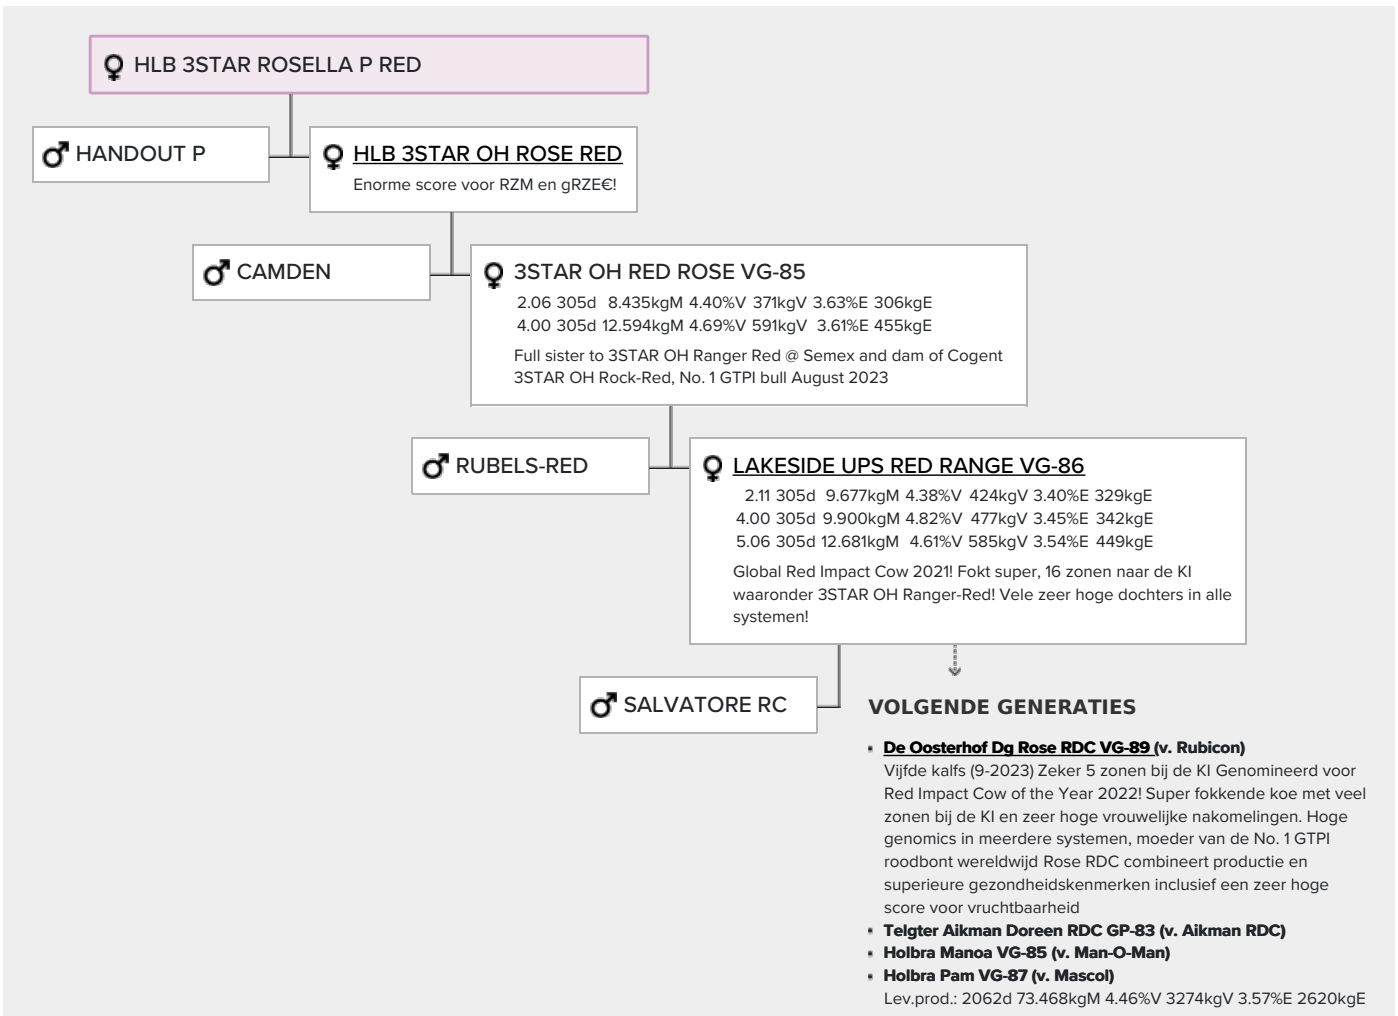 HLB 3STAR ROSELLA P RED
HANDOUT P
HLB 3STAR OH ROSE RED
Enorme score voor RZM en gRZE€!
CAMDEN
3STAR OH RED ROSE VG-85
2.06 305d 8.435kgM 4.40%V 371kgV 3.63%E 306kgE
4.00 305d 12.594kgM 4.69%V 591kgV 3.61%E 455kgE
Full sister to 3STAR OH Ranger Red @ Semex and dam of Cogent
3STAR OH Rock-Red, No. 1 GTPI bull August 2023
RUBELS-RED
LAKESIDE UPS RED RANGE VG-86
2.11 305d 9.677kgM 4.38%V 424kgV 3.40%E 329kgE
4.00 305d 9.900kgM 4.82%V 477kgV 3.45%E 342kgE
5.06 305d 12.681kgM 4.61%V 585kgV 3.54%E 449kgE
Global Red Impact Cow 2021! Fokt super, 16 zonen naar de KI
waaronder 3STAR OH Ranger-Red! Vele zeer hoge dochters in alle
systemen!
SALVATORE RC
VOLGENDE GENERATIES
▪ De Oosterhof Dg Rose RDC VG-89 (v. Rubicon)
Vijfde kalfs (9-2023) Zeker 5 zonen bij de KI Genomineerd voor
Red Impact Cow of the Year 2022! Super fokkende koe met veel
zonen bij de KI en zeer hoge vrouwelijke nakomelingen. Hoge
genomics in meerdere systemen, moeder van de No. 1 GTPI
roodbont wereldwijd Rose RDC combineert productie en
superieure gezondheidskenmerken inclusief een zeer hoge
score voor vruchtbaarheid
▪ Telgter Aikman Doreen RDC GP-83 (v. Aikman RDC)
▪ Holbra Manoa VG-85 (v. Man-O-Man)
▪ Holbra Pam VG-87 (v. Mascol)
Lev.prod.: 2062d 73.468kgM 4.46%V 3274kgV 3.57%E 2620kgE